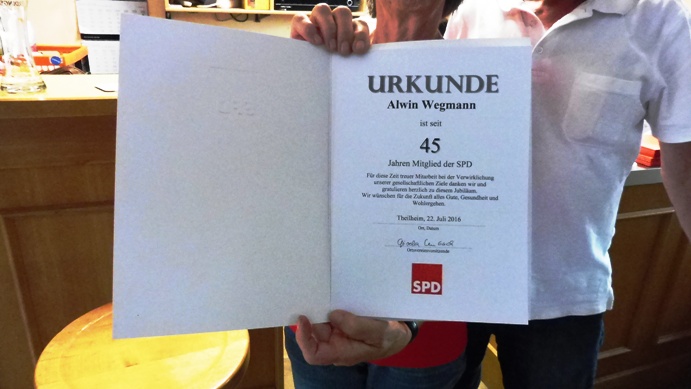 URKUNDE
Alwin Wegmann
ist seit
45
Jahren Mitglied der SPD
Für diese Zeit treuer Mitarbeit bei der Verwirklichung
unserer gesellschaftlichen Ziele danken wir und
gratulieren herzlich zu diesem Jubiläum.
Wir wünschen für die Zukunft alles Gute, Gesundheit und
Wohlergehen.
Theilheim, 22. Juli 2016
Ort, Datum
Ortsvereinsvorsitzende
SPD